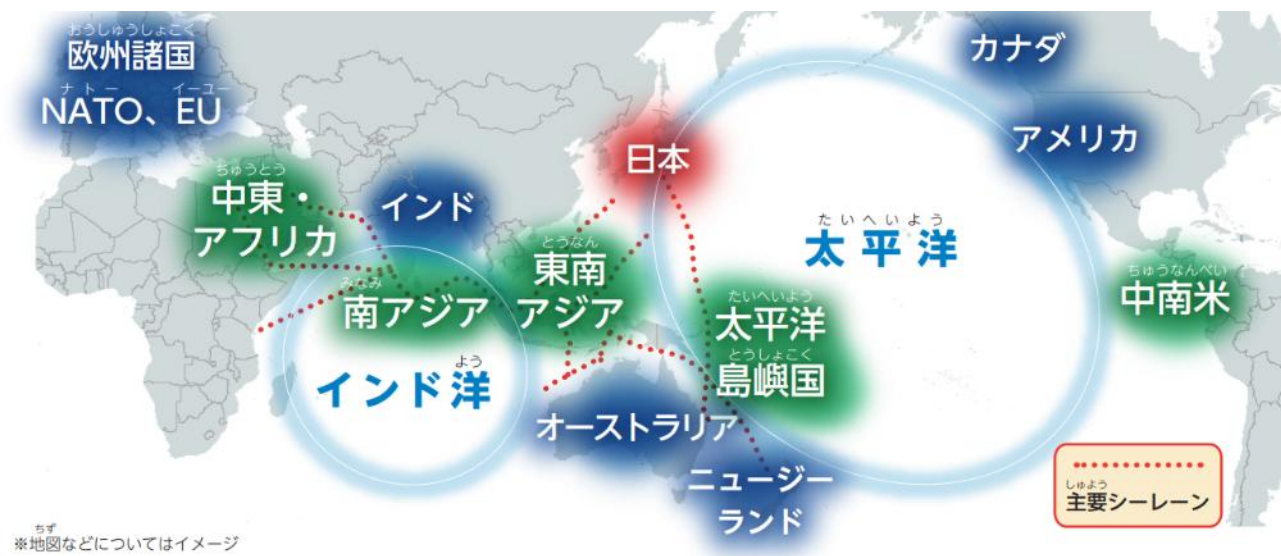 おうしゅうしょこく
欧州諸国
ナトー イーユー
NATO、EU
カナダ
アメリカ
日本
ちゅうとう
中東・
アフリカ
インド
とうなん
東南
アジア
みなみ
南アジア
たいへいよう
太平洋
たいへいよう
太平洋
とうしょこく
島嶼国
ちゅうなんべい
中南米
よう
インド洋
オーストラリア
ニュージー
ランド
しゅよう
主要シーレーン
ちず
※地図などについてはイメージ